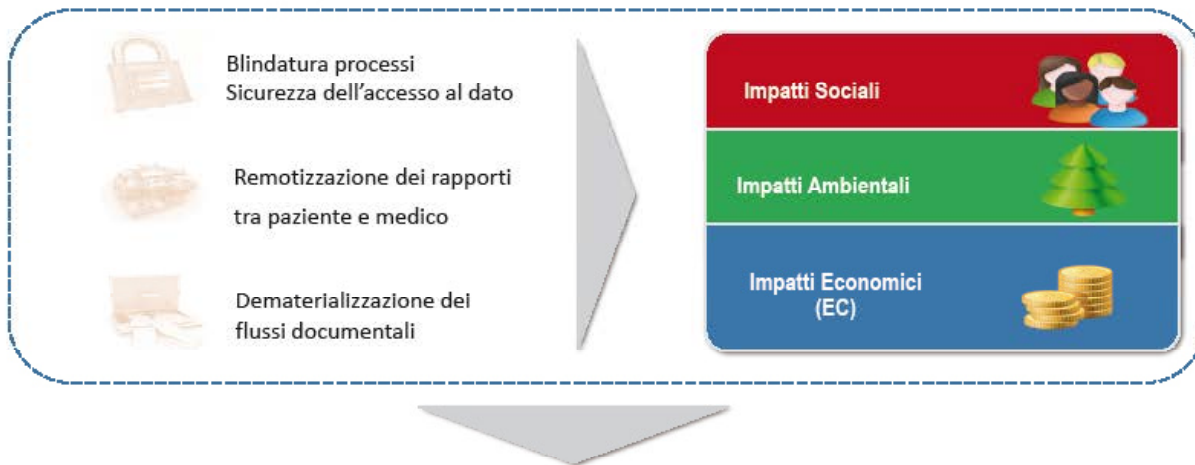 Blindatura processi
Sicurezza dell'accesso al dato
Remotizzazione dei rapporti
tra paziente e medico
Dematerializzazione dei
flussi documentali
Impatti Sociali
Impatti Ambientali
Impatti Economici
(EC)